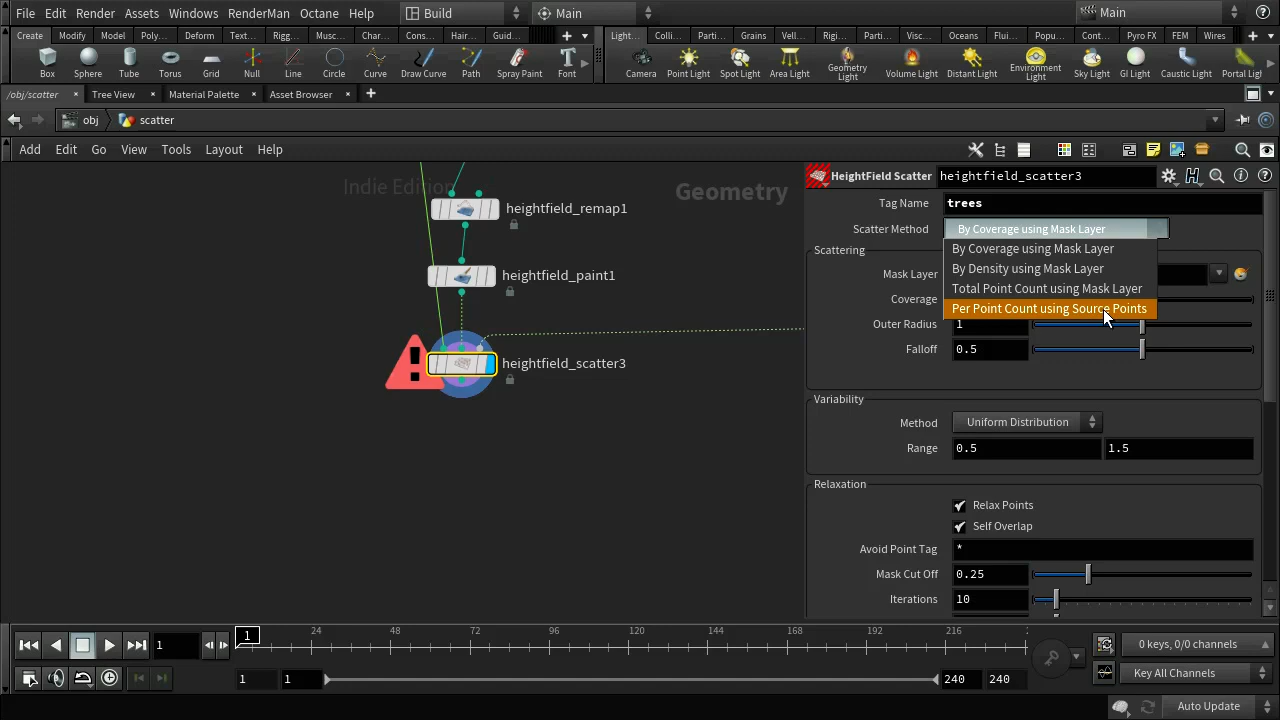 File Edit Render Assets Windows RenderMan Octane Help Build Main Main
Create Modify Model Poly... Deform Text... Rigg... Musc... Char... Cons... Hair... Guid... Light... Colli... Parti... Grains Vell... Rigi... Parti... Visc... Oceans Flui... Popu... Cont... Pyro FX FEM Wires
Box Sphere Tube Torus Grid Null Line Circle Curve Draw Curve Path Spray Paint Font Camera Point Light Spot Light Area Light Geometry Light Volume Light Distant Light Environment Light Sky Light GI Light Caustic Light Portal Ligl
/obj/scatter Tree View Material Palette Asset Browser
obj scatter
Add Edit Go View Tools Layout Help
Indie Edition Geometry
heightfield_remap1
heightfield_paint1
heightfield_scatter3
HeightField Scatter heightfield_scatter3
Tag Name trees
Scatter Method By Coverage using Mask Layer
Scattering By Coverage using Mask Layer
By Density using Mask Layer
Mask Layer
Total Point Count using Mask Layer
Coverage
Per Point Count using Source Points
Outer Radius 1
Falloff 0.5
Variability
Method Uniform Distribution
Range 0.5 1.5
Relaxation
Relax Points
Self Overlap
Avoid Point Tag *
Mask Cut Off 0.25
Iterations 10
1 1 24 48 72 96 120 144 168 192 216
0 keys, 0/0 channels
1 1 240 240 Key All Channels
Auto Update